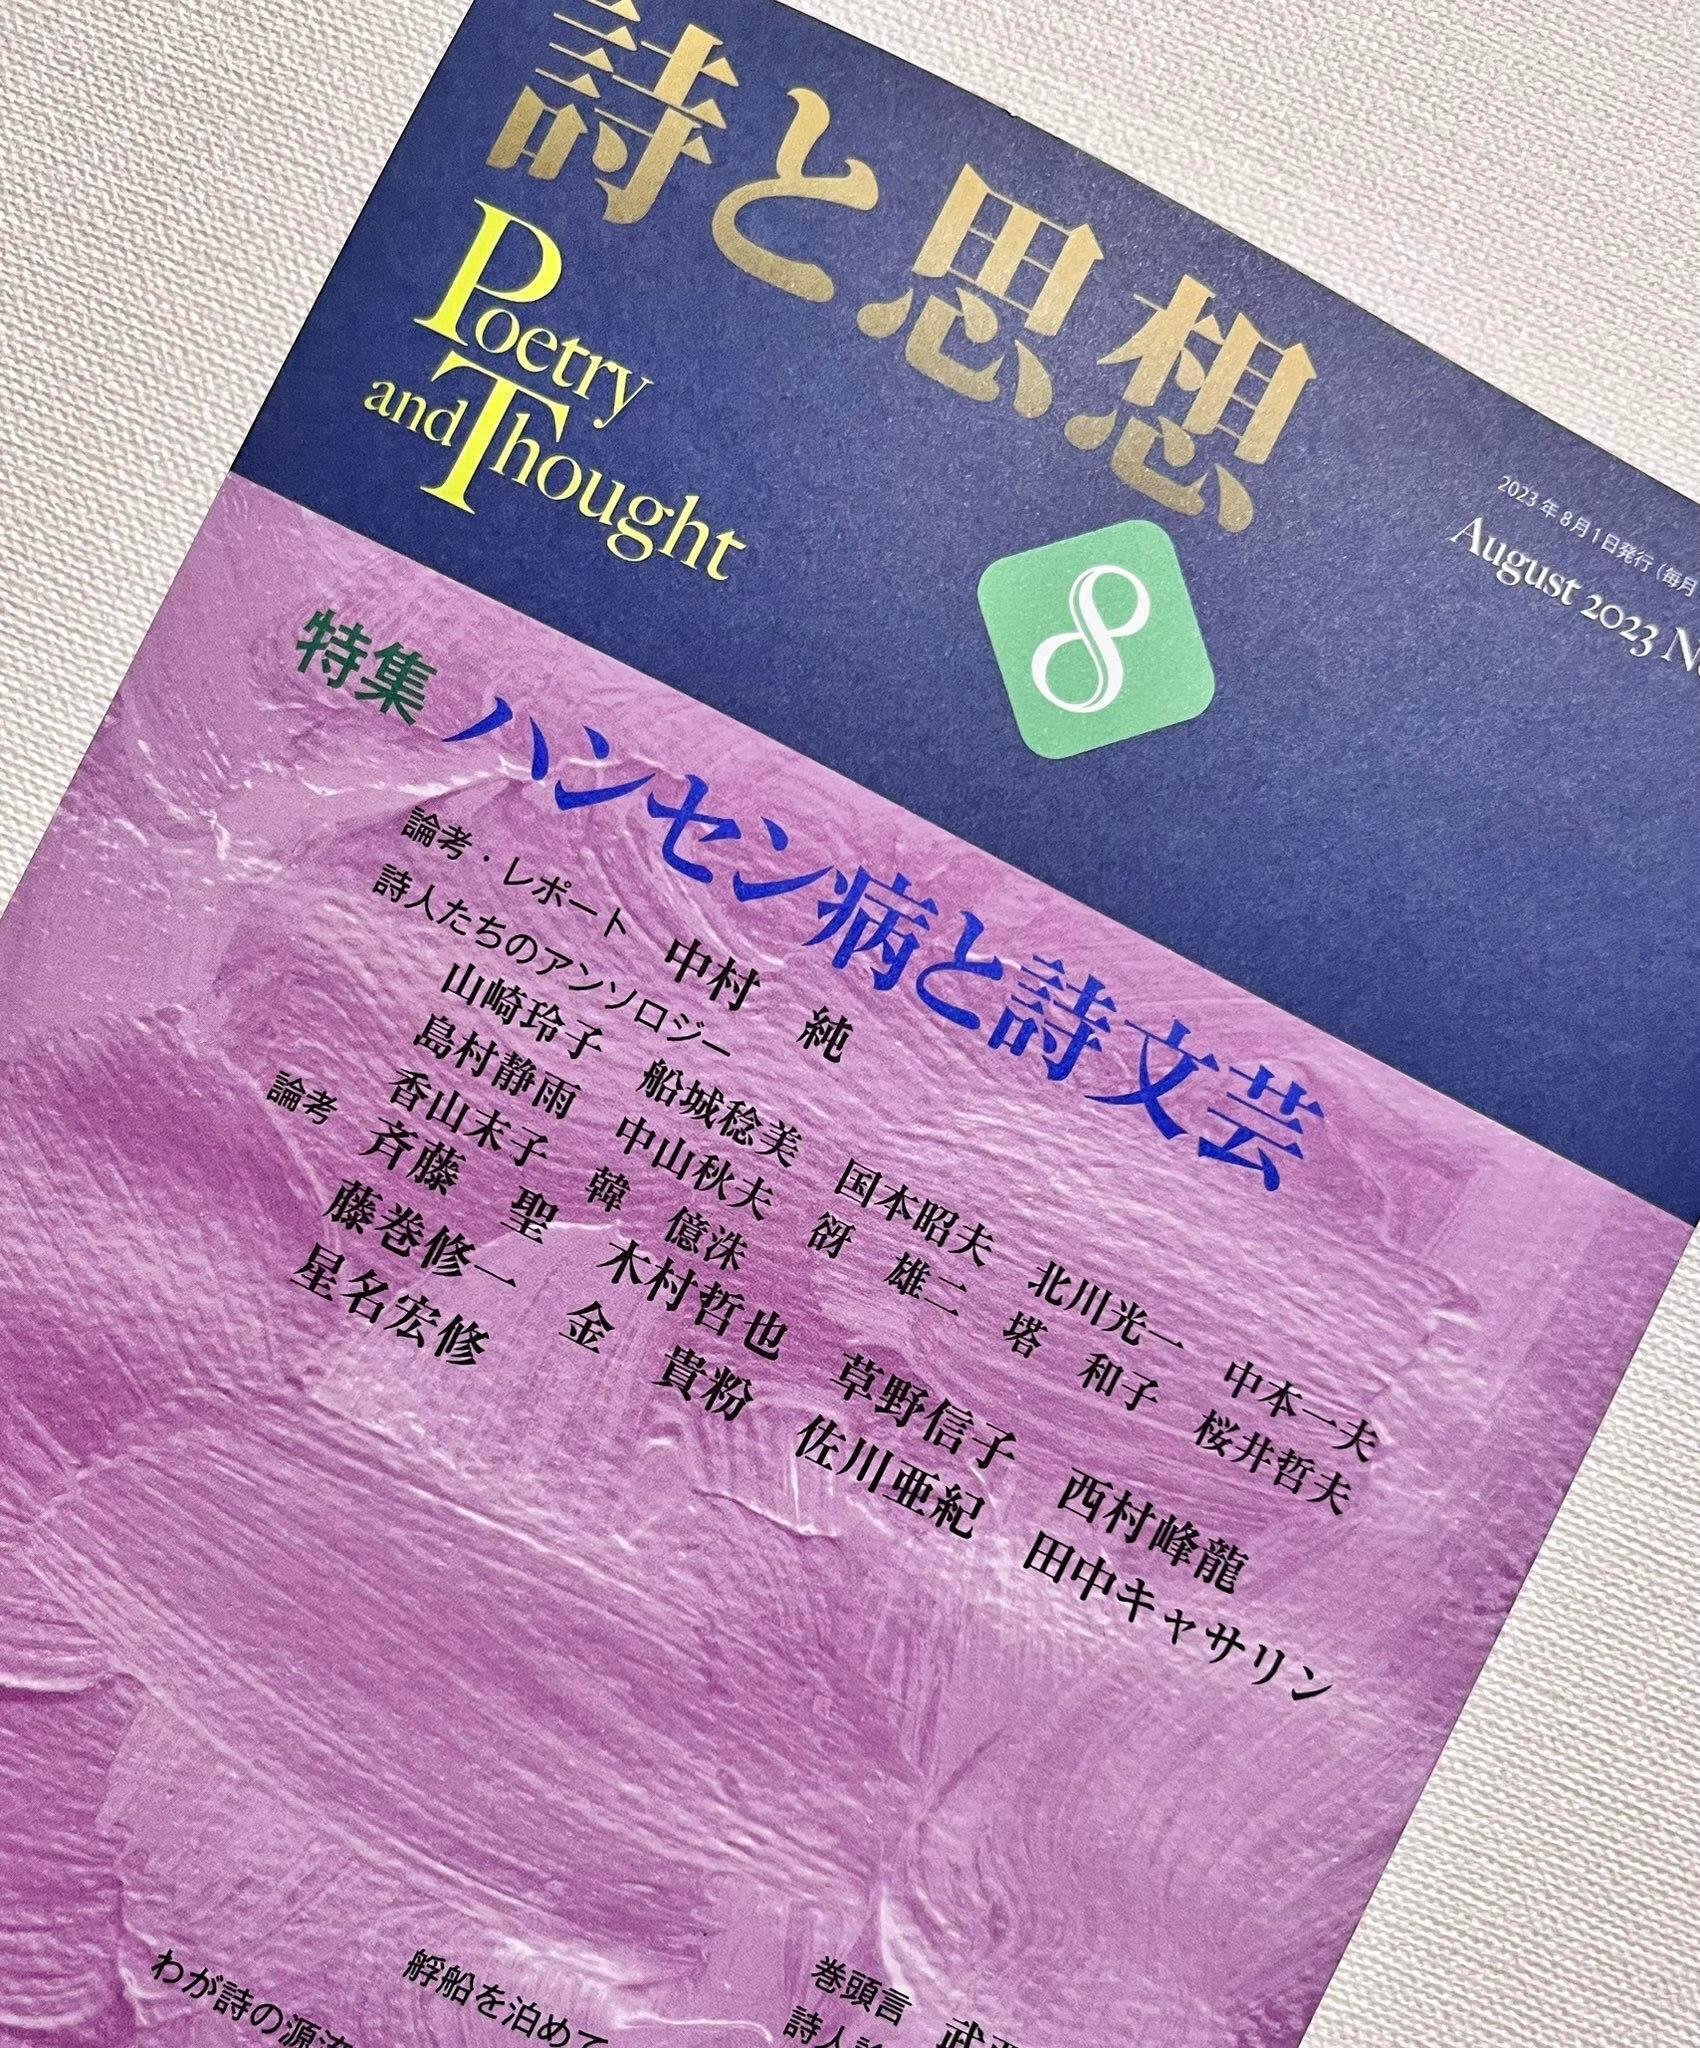 詩と思想
Poetry
and Thought
8
2023年8月1日発行（毎月
August 2023
特集 ハンセン病と詩文芸
論考・レポート 中村 純
詩人たちのアンソロジー
山崎玲子 船城稔美 国本昭夫 北川光一 中本一夫
島村静雨 中山秋夫 谺 雄二 塔 和子 桜井哲夫
香山末子 韓 億洙
論考 斉藤 聖 木村哲也 草野信子 西村峰龍
藤巻修一 金 貴粉 佐川亜紀 田中キャサリン
星名宏修
巻頭言
詩人
艀船を泊めて
わが詩の源流